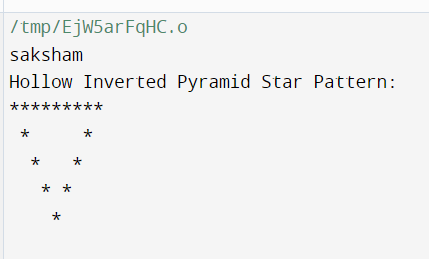 /tmp/EjW5arFqHC.o
saksham
Hollow Inverted Pyramid Star Pattern:
*********
 *     *
  *   *
   * *
    *